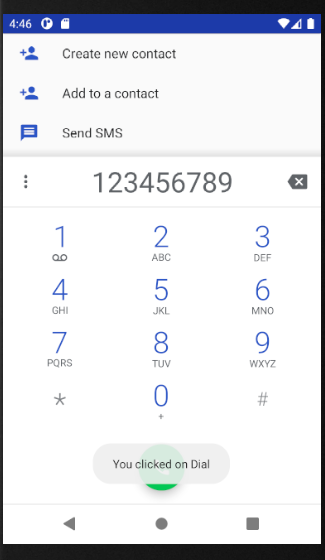 4:46
Create new contact
Add to a contact
Send SMS
123456789
1 2 3
ABC DEF
4 5 6
GHI JKL MNO
7 8 9
PQRS TUV WXYZ
* 0 #
+
You clicked on Dial